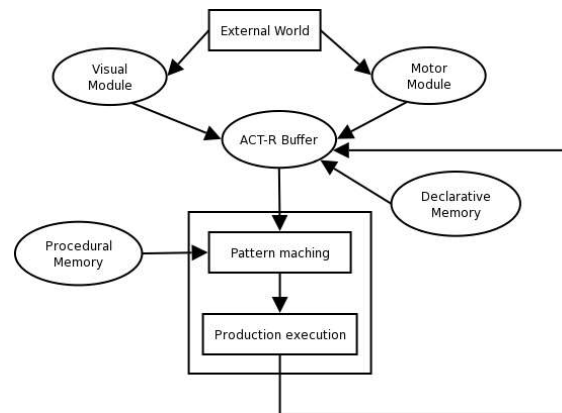 External World
Visual
Module
Motor
Module
ACT-R Buffer
Declarative
Memory
Procedural
Memory
Pattern maching
Production execution